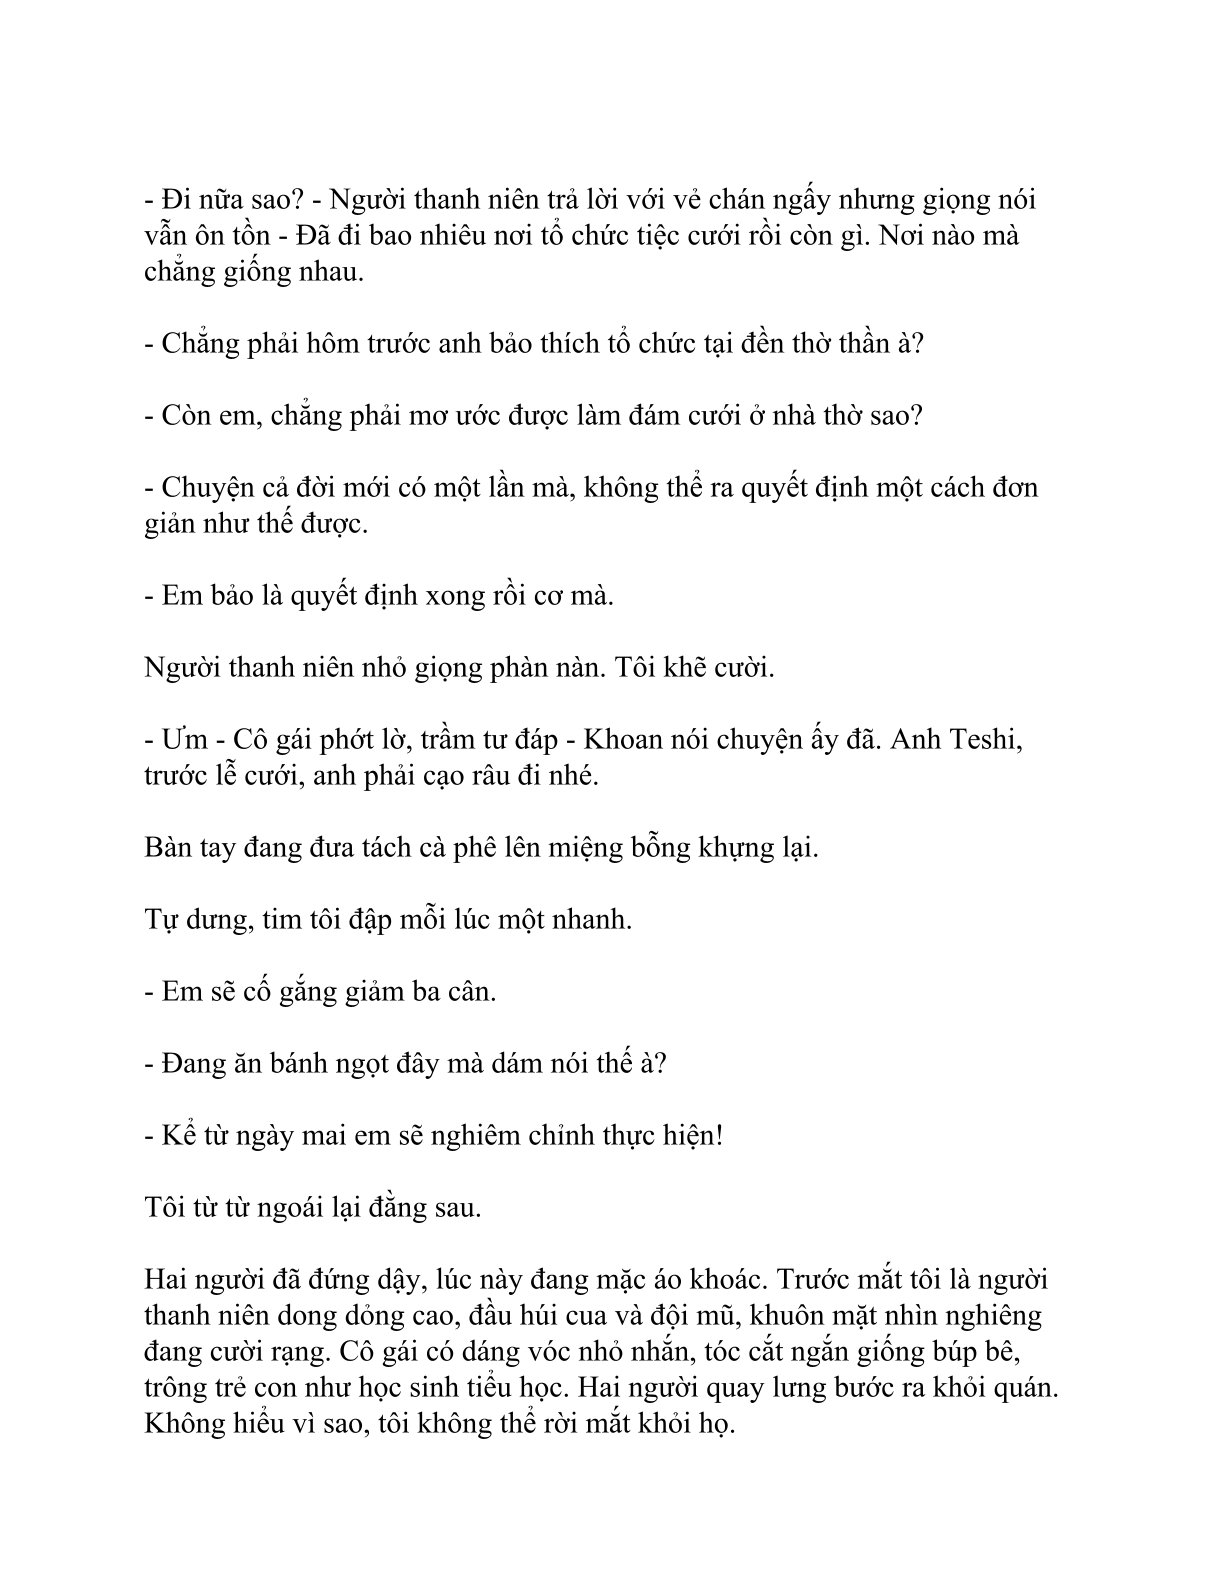 - Đi nữa sao? - Người thanh niên trả lời với vẻ chán ngấy nhưng giọng nói
vẫn ôn tồn - Đã đi bao nhiêu nơi tổ chức tiệc cưới rồi còn gì. Nơi nào mà
chẳng giống nhau.
- Chẳng phải hôm trước anh bảo thích tổ chức tại đền thờ thần à?
- Còn em, chẳng phải mơ ước được làm đám cưới ở nhà thờ sao?
- Chuyện cả đời mới có một lần mà, không thể ra quyết định một cách đơn
giản như thế được.
- Em bảo là quyết định xong rồi cơ mà.
Người thanh niên nhỏ giọng phàn nàn. Tôi khẽ cười.
- Ưm - Cô gái phớt lờ, trầm tư đáp - Khoan nói chuyện ấy đã. Anh Teshi,
trước lễ cưới, anh phải cạo râu đi nhé.
Bàn tay đang đưa tách cà phê lên miệng bỗng khựng lại.
Tự dưng, tim tôi đập mỗi lúc một nhanh.
- Em sẽ cố gắng giảm ba cân.
- Đang ăn bánh ngọt đây mà dám nói thế à?
- Kể từ ngày mai em sẽ nghiêm chỉnh thực hiện!
Tôi từ từ ngoái lại đằng sau.
Hai người đã đứng dậy, lúc này đang mặc áo khoác. Trước mắt tôi là người
thanh niên dong dỏng cao, đầu húi cua và đội mũ, khuôn mặt nhìn nghiêng
đang cười rạng. Cô gái có dáng vóc nhỏ nhắn, tóc cắt ngắn giống búp bê,
trông trẻ con như học sinh tiểu học. Hai người quay lưng bước ra khỏi quán.
Không hiểu vì sao, tôi không thể rời mắt khỏi họ.